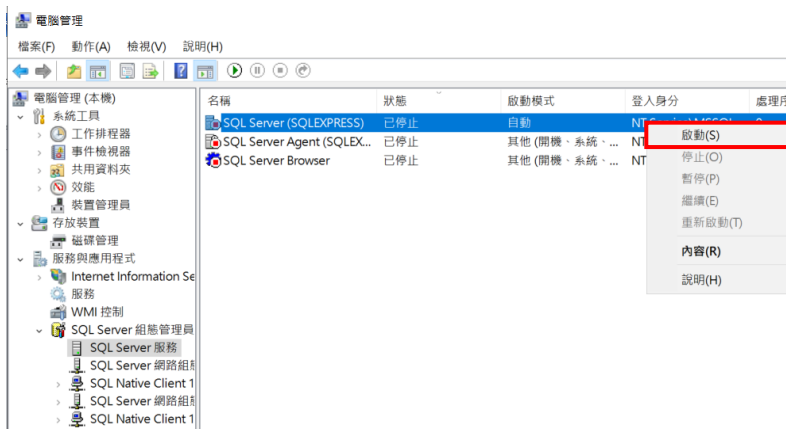 電腦管理
檔案(F) 動作(A) 檢視(V) 說明(H)
電腦管理 (本機)
系統工具
工作排程器
事件檢視器
共用資料夾
效能
裝置管理員
存放裝置
磁碟管理
服務與應用程式
Internet Information Se
服務
WMI 控制
SQL Server 組態管理員
SQL Server 服務
SQL Server 網路組態
SQL Native Client 1
SQL Server 網路組態
SQL Native Client 1
名稱 狀態 啟動模式 登入身分 處理序
SQL Server (SQLEXPRESS) 已停止 自動
SQL Server Agent (SQLEX... 已停止 其他 (開機、系統、... NT
SQL Server Browser 已停止 其他 (開機、系統、... NT
啟動(S)
停止(O)
暫停(P)
繼續(E)
重新啟動(T)
內容(R)
說明(H)